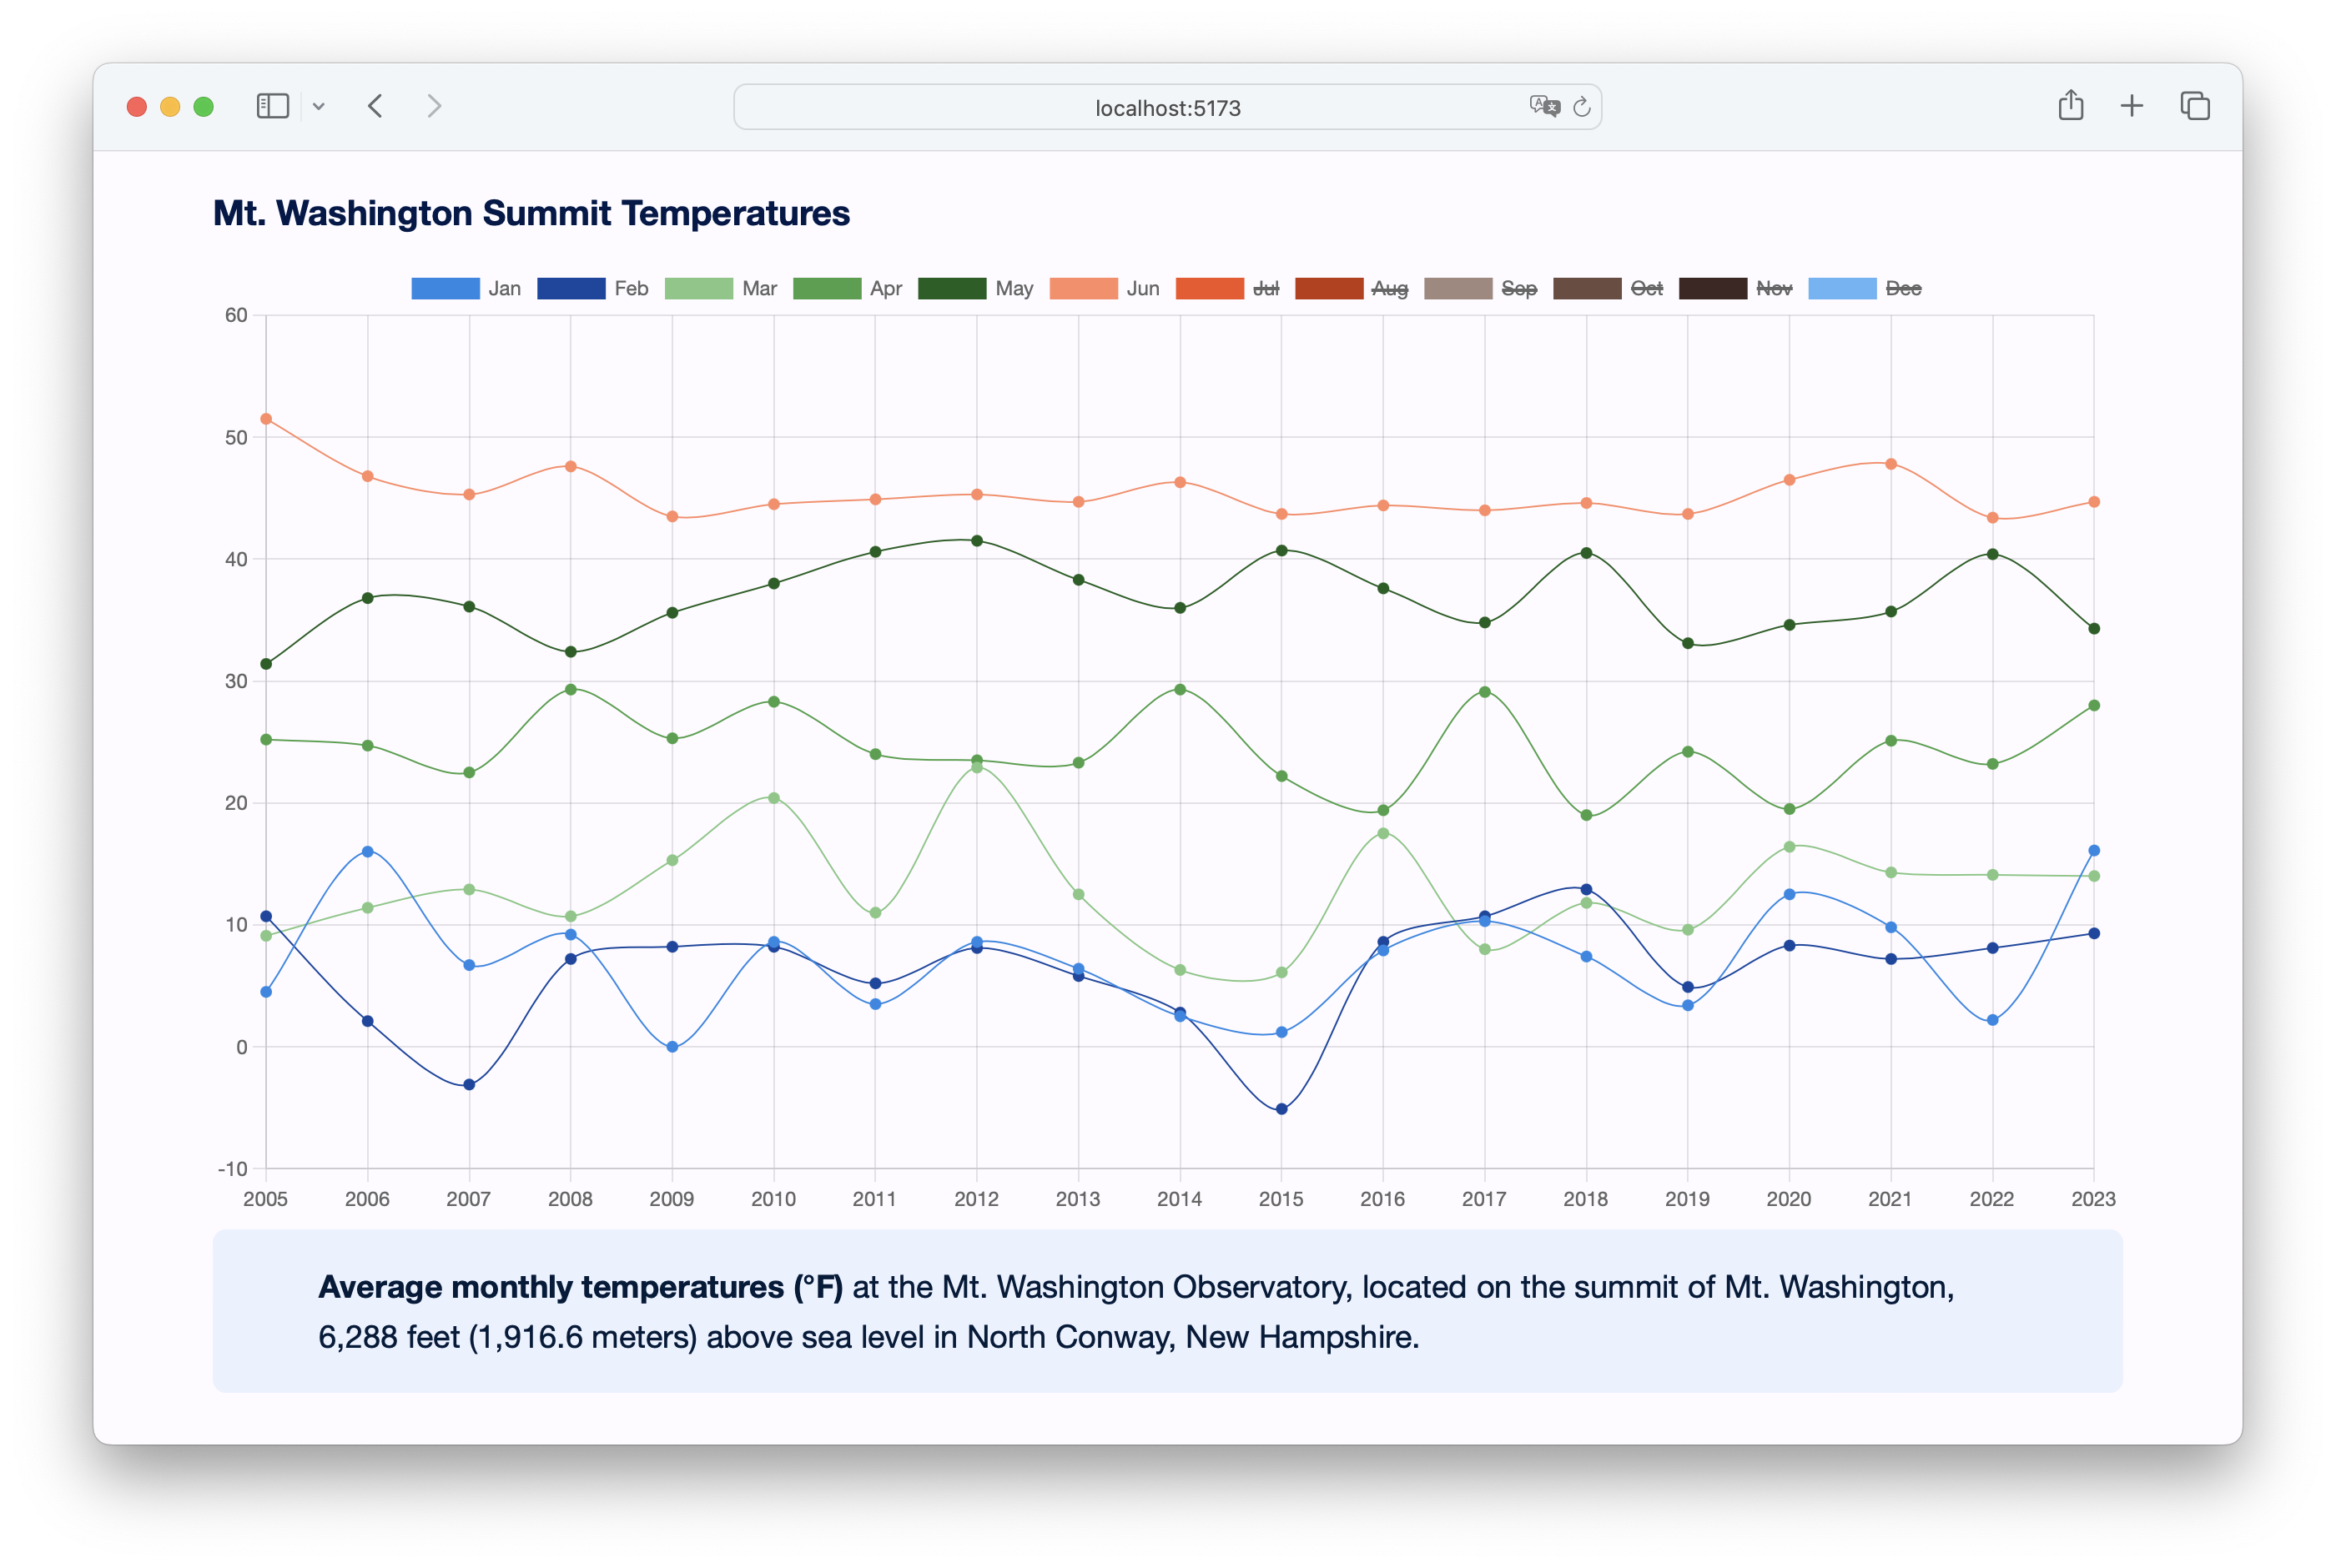 localhost:5173
Mt. Washington Summit Temperatures
Jan Feb Mar Apr May Jun Jul Aug Sep Oct Nov Dec
60
50
40
30
20
10
0
-10
2005 2006 2007 2008 2009 2010 2011 2012 2013 2014 2015 2016 2017 2018 2019 2020 2021 2022 2023
Average monthly temperatures (°F) at the Mt. Washington Observatory, located on the summit of Mt. Washington,
6,288 feet (1,916.6 meters) above sea level in North Conway, New Hampshire.